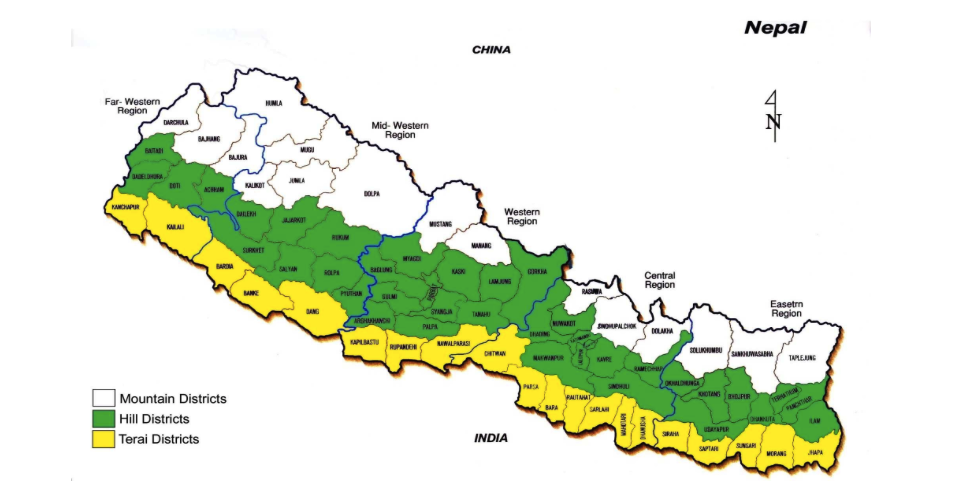 Nepal
CHINA
N
Far- Western
Region
Mid- Western
Region
Western
Region
Central
Region
Easetrn
Region
HUMLA
DARCHULA
BAJHANG
BAJURA
MUGU
KALIKOT
JUMLA
DOLPA
MUSTANG
MANANG
DOTI
ACHHAM
KANCHAPUR
KAILALI
DAILEKH
JAJARKOT
RUKUM
SURKHET
SALYAN
ROLPA
PYUTHAN
BARDIA
BANKE
DANG
BAGLUNG
MYAGDI
KASKI
LAMJUNG
GORKHA
GULMI
SYANGJA
TANAHU
PALPA
ARGHAKHANCHI
KAPILBASTU
RUPANDEHI
NAWALPARASI
CHITWAN
RASUWA
NUWAKOT
SINDHUPALCHOK
DOLAKHA
DHADING
KAVRE
MAKWANPUR
RAMECHHAP
SINDHULI
SOLUKHUMBU
SANKHUWASABHA
TAPLEJUNG
OKHALDHUNGA
KHOTANG
BHOJPUR
DHANKUTA
ILAM
UDAYAPUR
PARSA
BARA
RAUTAHAT
SARLAHI
MAHOTARI
DHANUSHA
SIRAHA
SAPTARI
SUNSARI
MORANG
JHAPA
Mountain Districts
Hill Districts
Terai Districts
INDIA